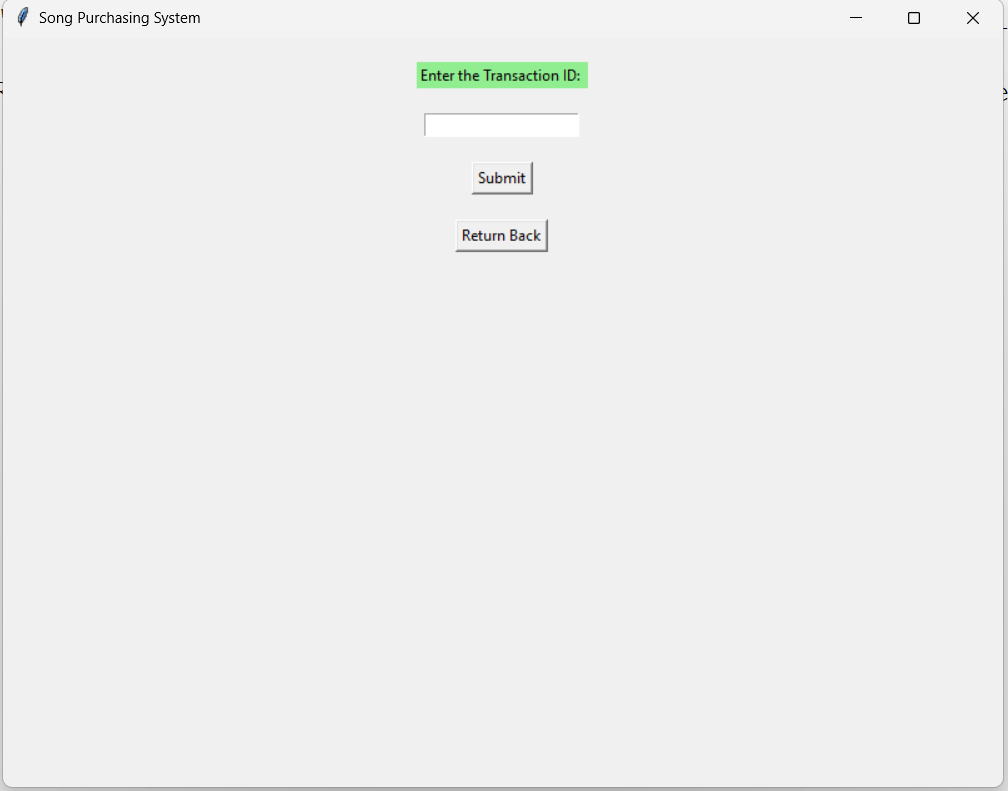 Song Purchasing System
Enter the Transaction ID:
Submit
Return Back